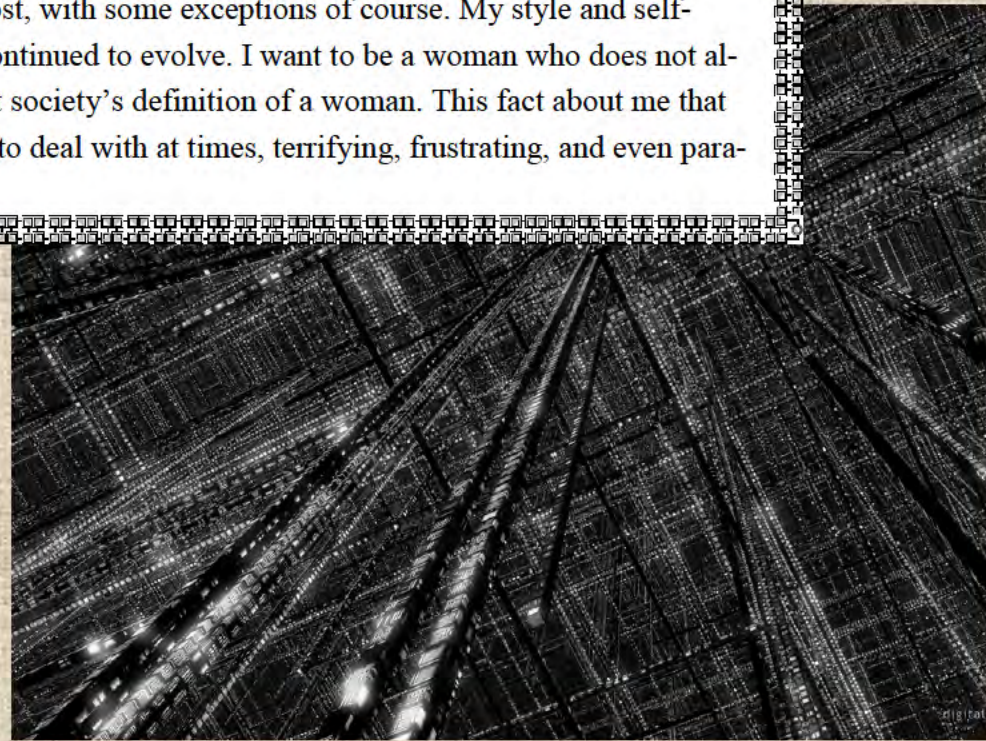 ost, with some exceptions of course. My style and self-
ontinued to evolve. I want to be a woman who does not al-
t society’s definition of a woman. This fact about me that
to deal with at times, terrifying, frustrating, and even para-
digital